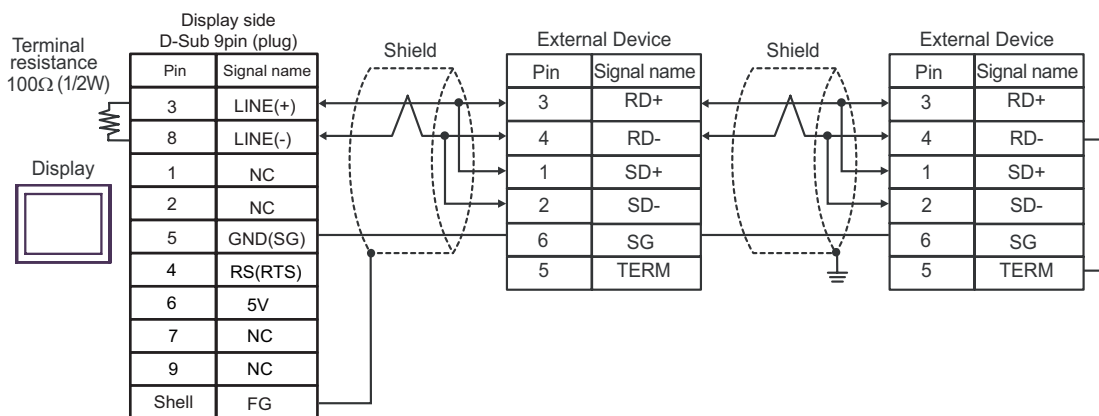 Display side
D-Sub 9pin (plug)
Terminal
resistance
100Ω (1/2W)
Display
Pin Signal name
3 LINE(+)
8 LINE(-)
1 NC
2 NC
5 GND(SG)
4 RS(RTS)
6 5V
7 NC
9 NC
Shell FG
Shield
External Device
Pin Signal name
3 RD+
4 RD-
1 SD+
2 SD-
6 SG
5 TERM
Shield
External Device
Pin Signal name
3 RD+
4 RD-
1 SD+
2 SD-
6 SG
5 TERM